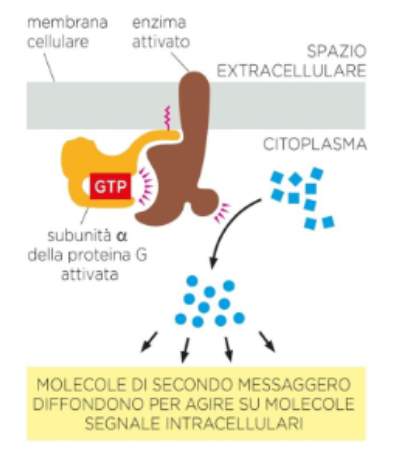 membrana
cellulare
enzima
attivato
SPAZIO
EXTRACELLULARE
CITOPLASMA
GTP
subunità α
della proteina G
attivata
MOLECOLE DI SECONDO MESSAGGERO
DIFFONDONO PER AGIRE SU MOLECOLE
SEGNALE INTRACELLULARI